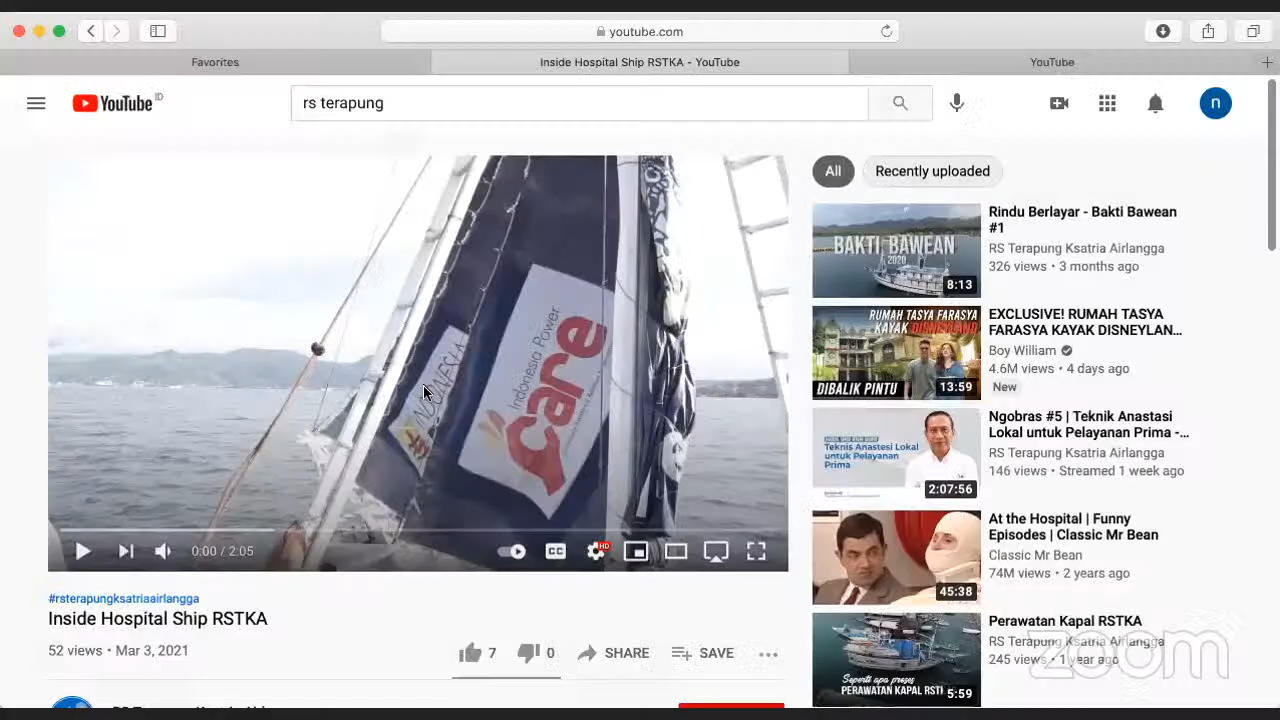 youtube.com
Favorites
Inside Hospital Ship RSTKA - YouTube
YouTube
YouTube ID
rs terapung
n
INDONESIA
Indonesia Power
care
0:00 / 2:05
CC
HD
#rsterapungksatriaairlangga
Inside Hospital Ship RSTKA
52 views • Mar 3, 2021
7
0
SHARE
SAVE
All
Recently uploaded
BAKTI BAWEAN
2020
8:13
Rindu Berlayar - Bakti Bawean
#1
RS Terapung Ksatria Airlangga
326 views • 3 months ago
RUMAH TASYA FARASYA
KAYAK DISNEYLAND
DIBALIK PINTU
13:59
EXCLUSIVE! RUMAH TASYA
FARASYA KAYAK DISNEYLAN...
Boy William
4.6M views • 4 days ago
New
Teknis Anastesi Lokal
untuk Pelayanan
Prima
2:07:56
Ngobras #5 | Teknik Anastasi
Lokal untuk Pelayanan Prima -...
RS Terapung Ksatria Airlangga
146 views • Streamed 1 week ago
45:38
At the Hospital | Funny
Episodes | Classic Mr Bean
Classic Mr Bean
74M views • 2 years ago
Seperti apa proses
PERAWATAN KAPAL RST
5:59
Perawatan Kapal RSTKA
RS Terapung Ksatria Airlangga
245 views • 1 year ago
zoom